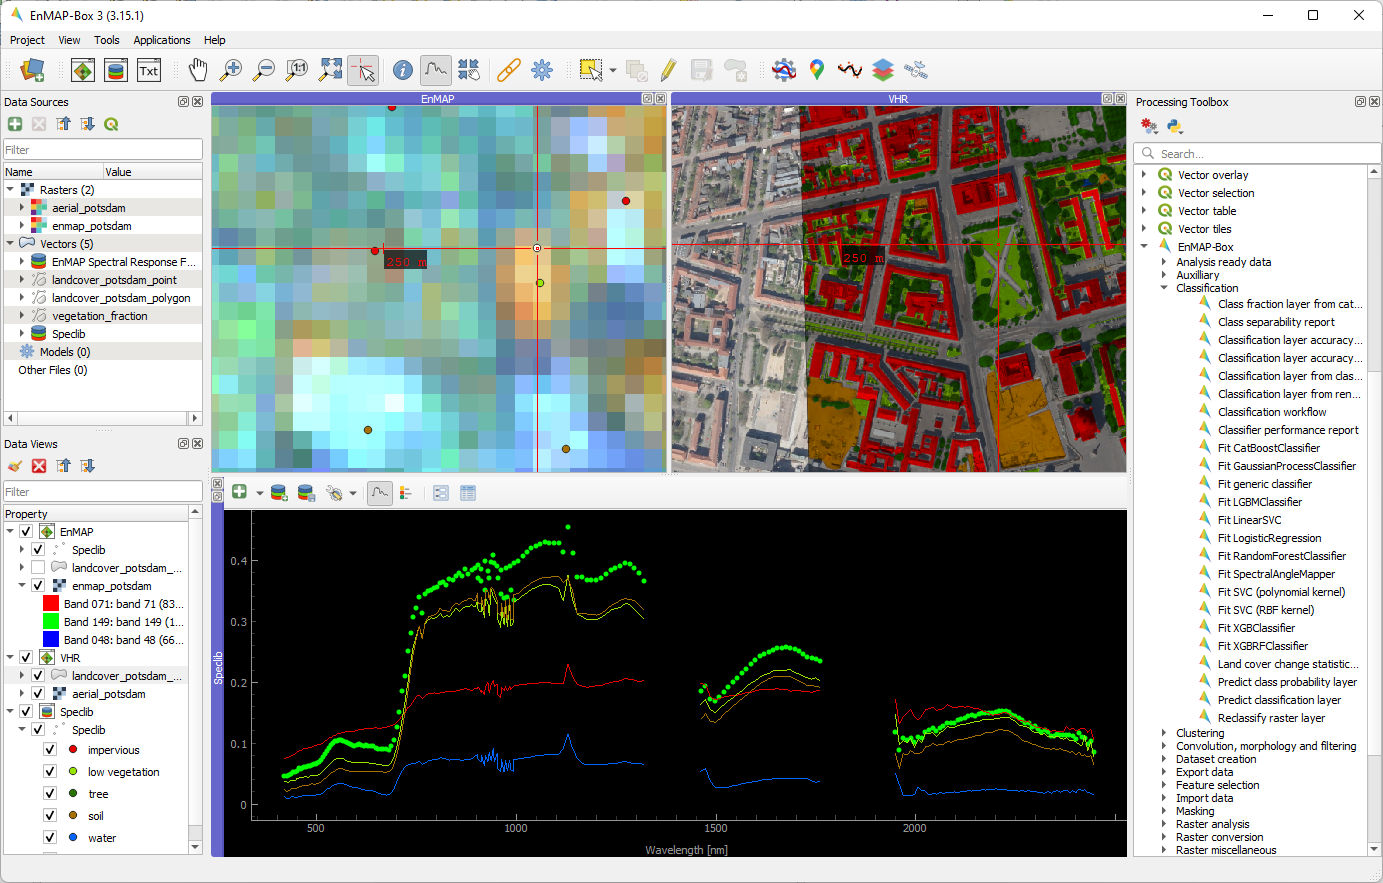 EnMAP-Box 3 (3.15.1)
Project View Tools Applications Help
1:1
Txt
Data Sources
Filter
Name Value
Rasters (2)
aerial_potsdam
enmap_potsdam
Vectors (5)
EnMAP Spectral Response F...
landcover_potsdam_point
landcover_potsdam_polygon
vegetation_fraction
Speclib
Models (0)
Other Files (0)
Data Views
Filter
Property
EnMAP
Speclib
landcover_potsdam_...
enmap_potsdam
Band 071: band 71 (83...
Band 149: band 149 (1...
Band 048: band 48 (66...
VHR
landcover_potsdam_...
aerial_potsdam
Speclib
Speclib
impervious
low vegetation
tree
soil
water
EnMAP
250 m
VHR
250 m
Speclib
0.4
0.3
0.2
0.1
0
500 1000 1500 2000
Wavelength [nm]
Processing Toolbox
Search...
Vector overlay
Vector selection
Vector table
Vector tiles
EnMAP-Box
Analysis ready data
Auxilliary
Classification
Class fraction layer from cat...
Class separability report
Classification layer accuracy...
Classification layer accuracy...
Classification layer from clas...
Classification layer from ren...
Classification workflow
Classifier performance report
Fit CatBoostClassifier
Fit GaussianProcessClassifier
Fit generic classifier
Fit LGBMClassifier
Fit LinearSVC
Fit LogisticRegression
Fit RandomForestClassifier
Fit SpectralAngleMapper
Fit SVC (polynomial kernel)
Fit SVC (RBF kernel)
Fit XGBClassifier
Fit XGBRFClassifier
Land cover change statistic...
Predict class probability layer
Predict classification layer
Reclassify raster layer
Clustering
Convolution, morphology and filtering
Dataset creation
Export data
Feature selection
Import data
Masking
Raster analysis
Raster conversion
Raster miscellaneous